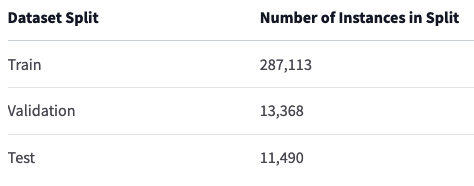 Dataset Split Number of Instances in Split
Train 287,113
Validation 13,368
Test 11,490